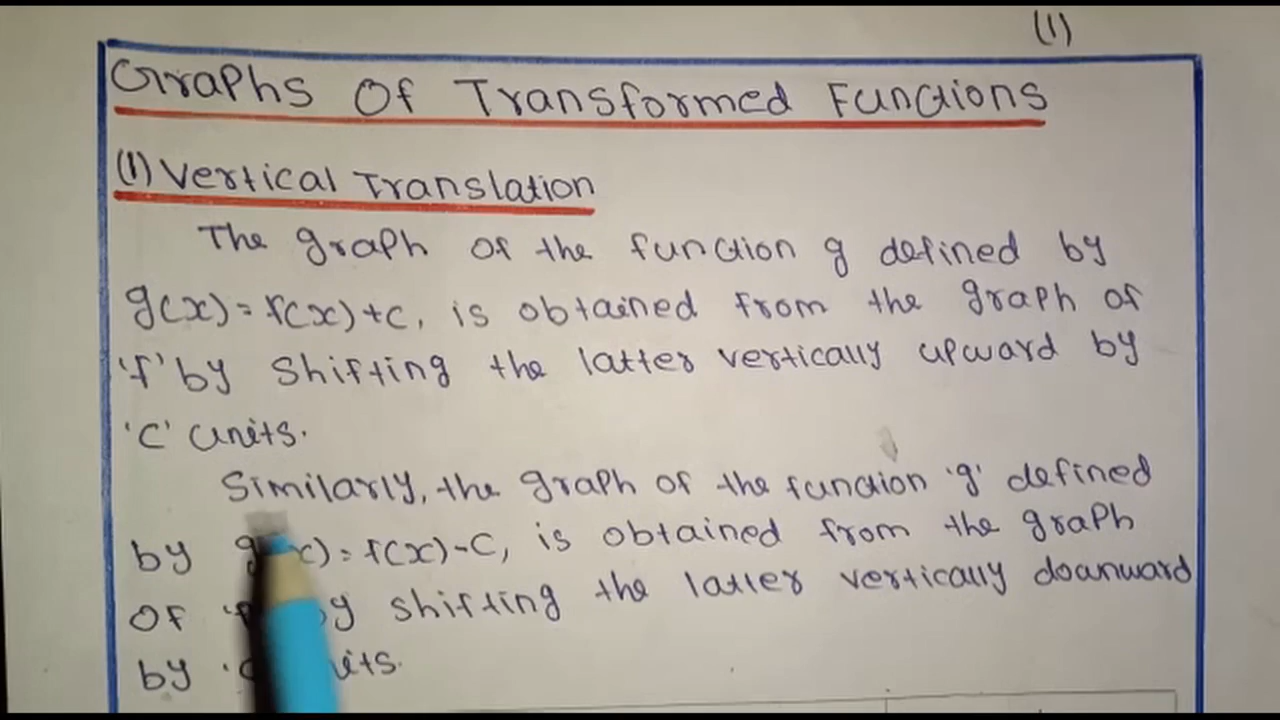 (1)
Graphs Of Transformed Functions
(1) Vertical Translation
The graph of the function g defined by
g(x) = f(x)+c, is obtained from the graph of
'f' by shifting the latter vertically upward by
'C' units.
Similarly, the graph of the function 'g' defined
by g(x) = f(x)-C, is obtained from the graph
of by shifting the latter vertically doanward
by